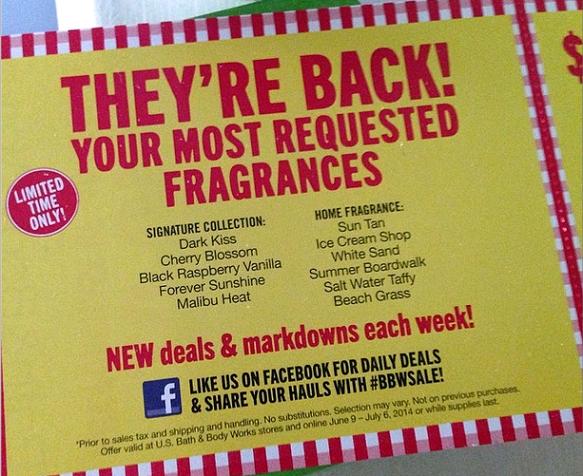 THEY'RE BACK!
YOUR MOST REQUESTED
FRAGRANCES
LIMITED
TIME
ONLY!
SIGNATURE COLLECTION:
Dark Kiss
Cherry Blossom
Black Raspberry Vanilla
Forever Sunshine
Malibu Heat
HOME FRAGRANCE:
Sun Tan
Ice Cream Shop
White Sand
Summer Boardwalk
Salt Water Taffy
Beach Grass
NEW deals & markdowns each week!
f
LIKE US ON FACEBOOK FOR DAILY DEALS
& SHARE YOUR HAULS WITH #BBWSALE!
*Prior to sales tax and shipping and handling. No substitutions. Selection may vary. Not on previous purchases.
Offer valid at U.S. Bath & Body Works stores and online June 9 – July 6, 2014 or while supplies last.
$